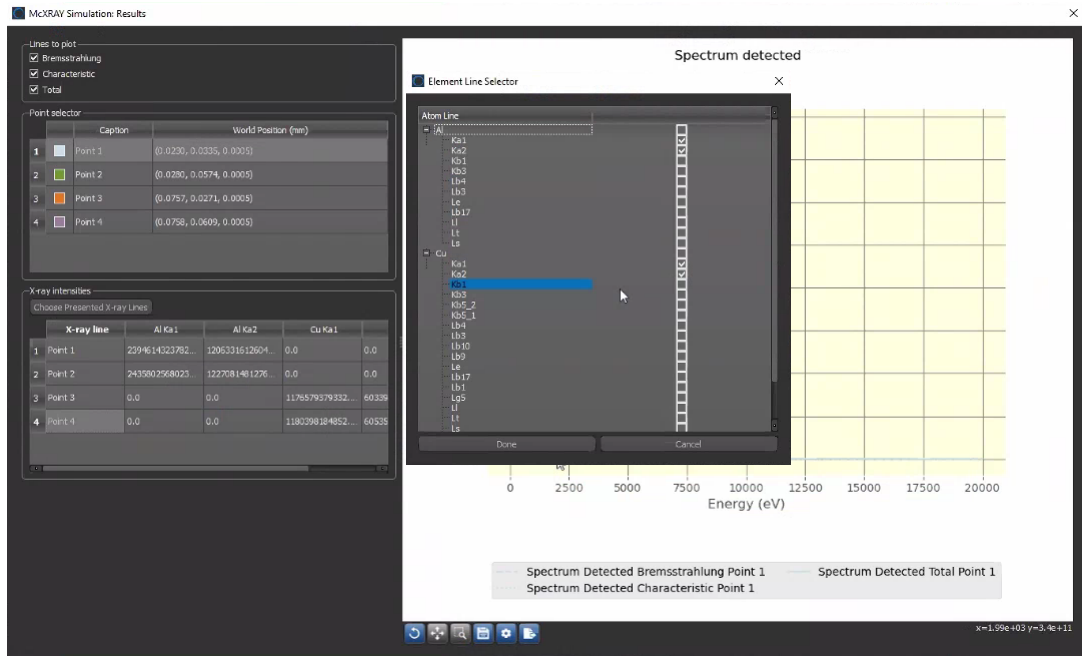 McXRAY Simulation: Results
Lines to plot
Bremsstrahlung
Characteristic
Total
Point selector
Caption World Position (mm)
1 Point 1 (0.0230, 0.0335, 0.0005)
2 Point 2 (0.0280, 0.0574, 0.0005)
3 Point 3 (0.0757, 0.0271, 0.0005)
4 Point 4 (0.0758, 0.0609, 0.0005)
X-ray intensities
Choose Presented X-ray Lines
X-ray line Al Ka1 Al Ka2 Cu Ka1
1 Point 1 2394614323782... 1206331612604... 0.0 0.0
2 Point 2 2435802568023... 1227081481276... 0.0 0.0
3 Point 3 0.0 0.0 1176579379332... 60339
4 Point 4 0.0 0.0 1180398184852... 60535
Spectrum detected
Element Line Selector
Atom Line
Al
Ka1
Ka2
Kb1
Kb3
Lb4
Lb3
Le
Lb17
Ll
Lt
Ls
Cu
Ka1
Ka2
Kb1
Kb3
Kb5_2
Kb5_1
Lb4
Lb3
Lb10
Lb9
Le
Lb17
Lb1
Lg5
Ll
Lt
Ls
Done Cancel
0 2500 5000 7500 10000 12500 15000 17500 20000
Energy (eV)
Spectrum Detected Bremsstrahlung Point 1 Spectrum Detected Total Point 1
Spectrum Detected Characteristic Point 1
x=1.99e+03 y=3.4e+11